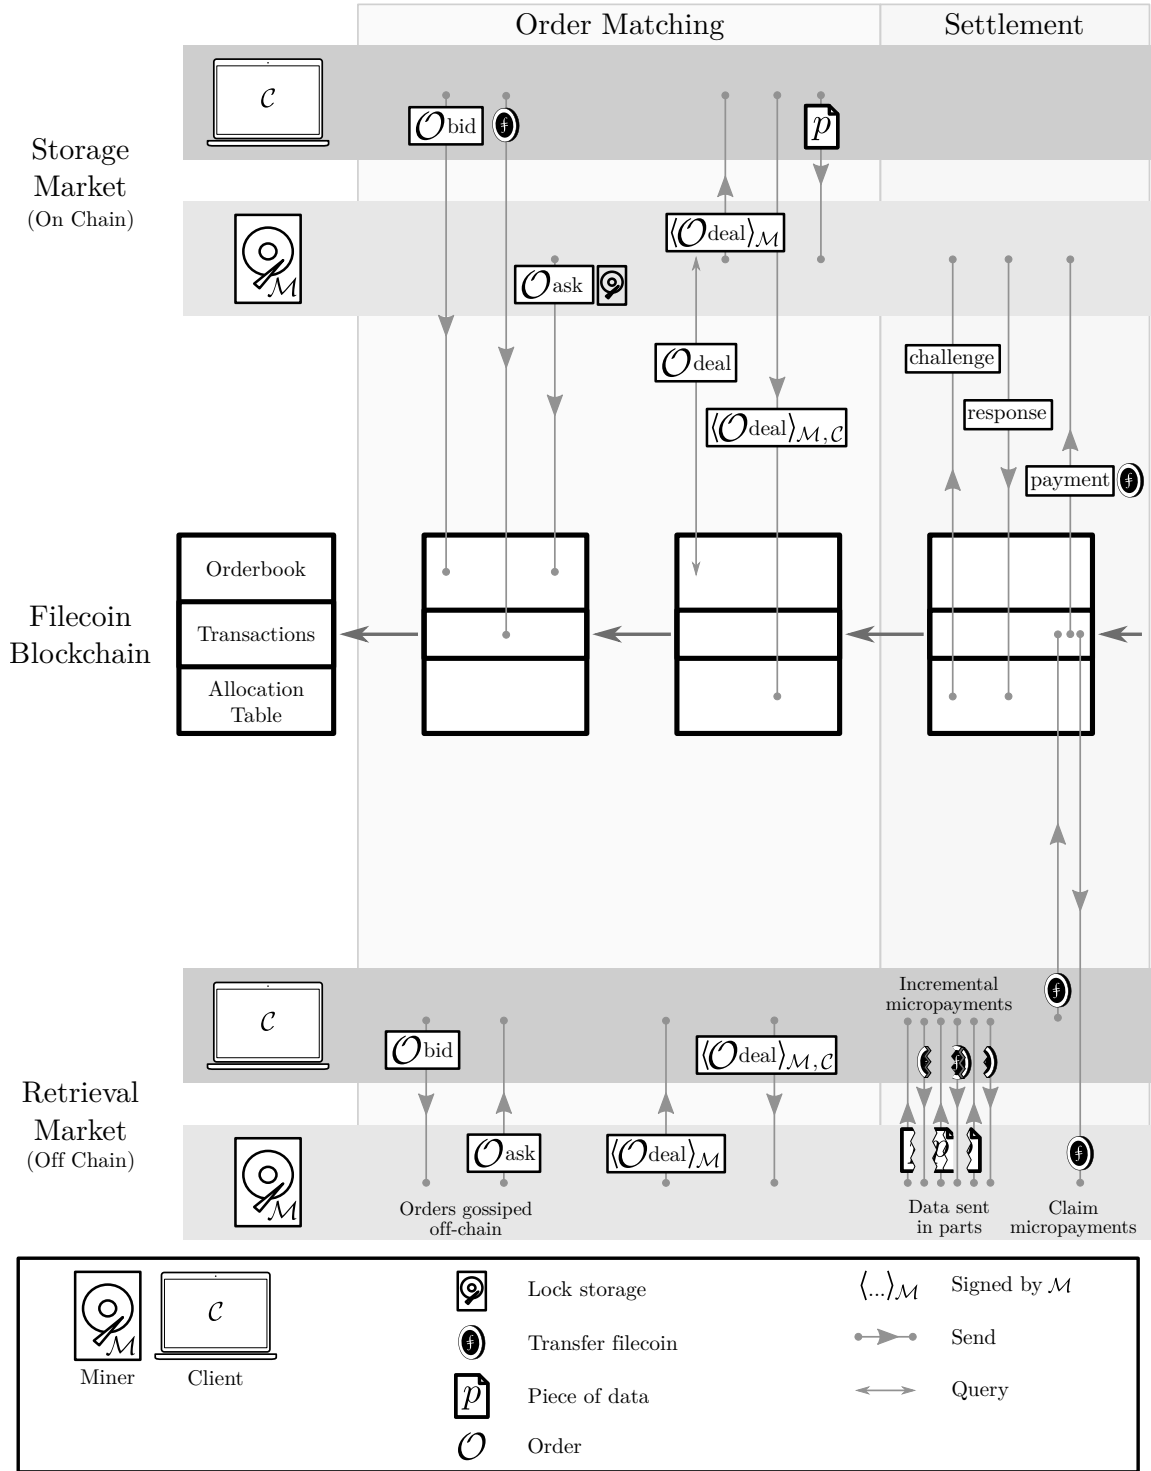 Order Matching
Settlement
𝒞
𝒪bid
p
Storage
Market
(On Chain)
⟨𝒪deal⟩ℳ
ℳ
𝒪ask
challenge
𝒪deal
response
⟨𝒪deal⟩ℳ,𝒞
payment
Orderbook
Filecoin
Blockchain
Transactions
Allocation
Table
Incremental
micropayments
𝒞
𝒪bid
⟨𝒪deal⟩ℳ,𝒞
Retrieval
Market
(Off Chain)
ℳ
𝒪ask
⟨𝒪deal⟩ℳ
p
Orders gossiped
off-chain
Data sent
in parts
Claim
micropayments
ℳ
Miner
𝒞
Client
Lock storage
Transfer filecoin
p
Piece of data
𝒪
Order
⟨...⟩ℳ
Signed by ℳ
Send
Query